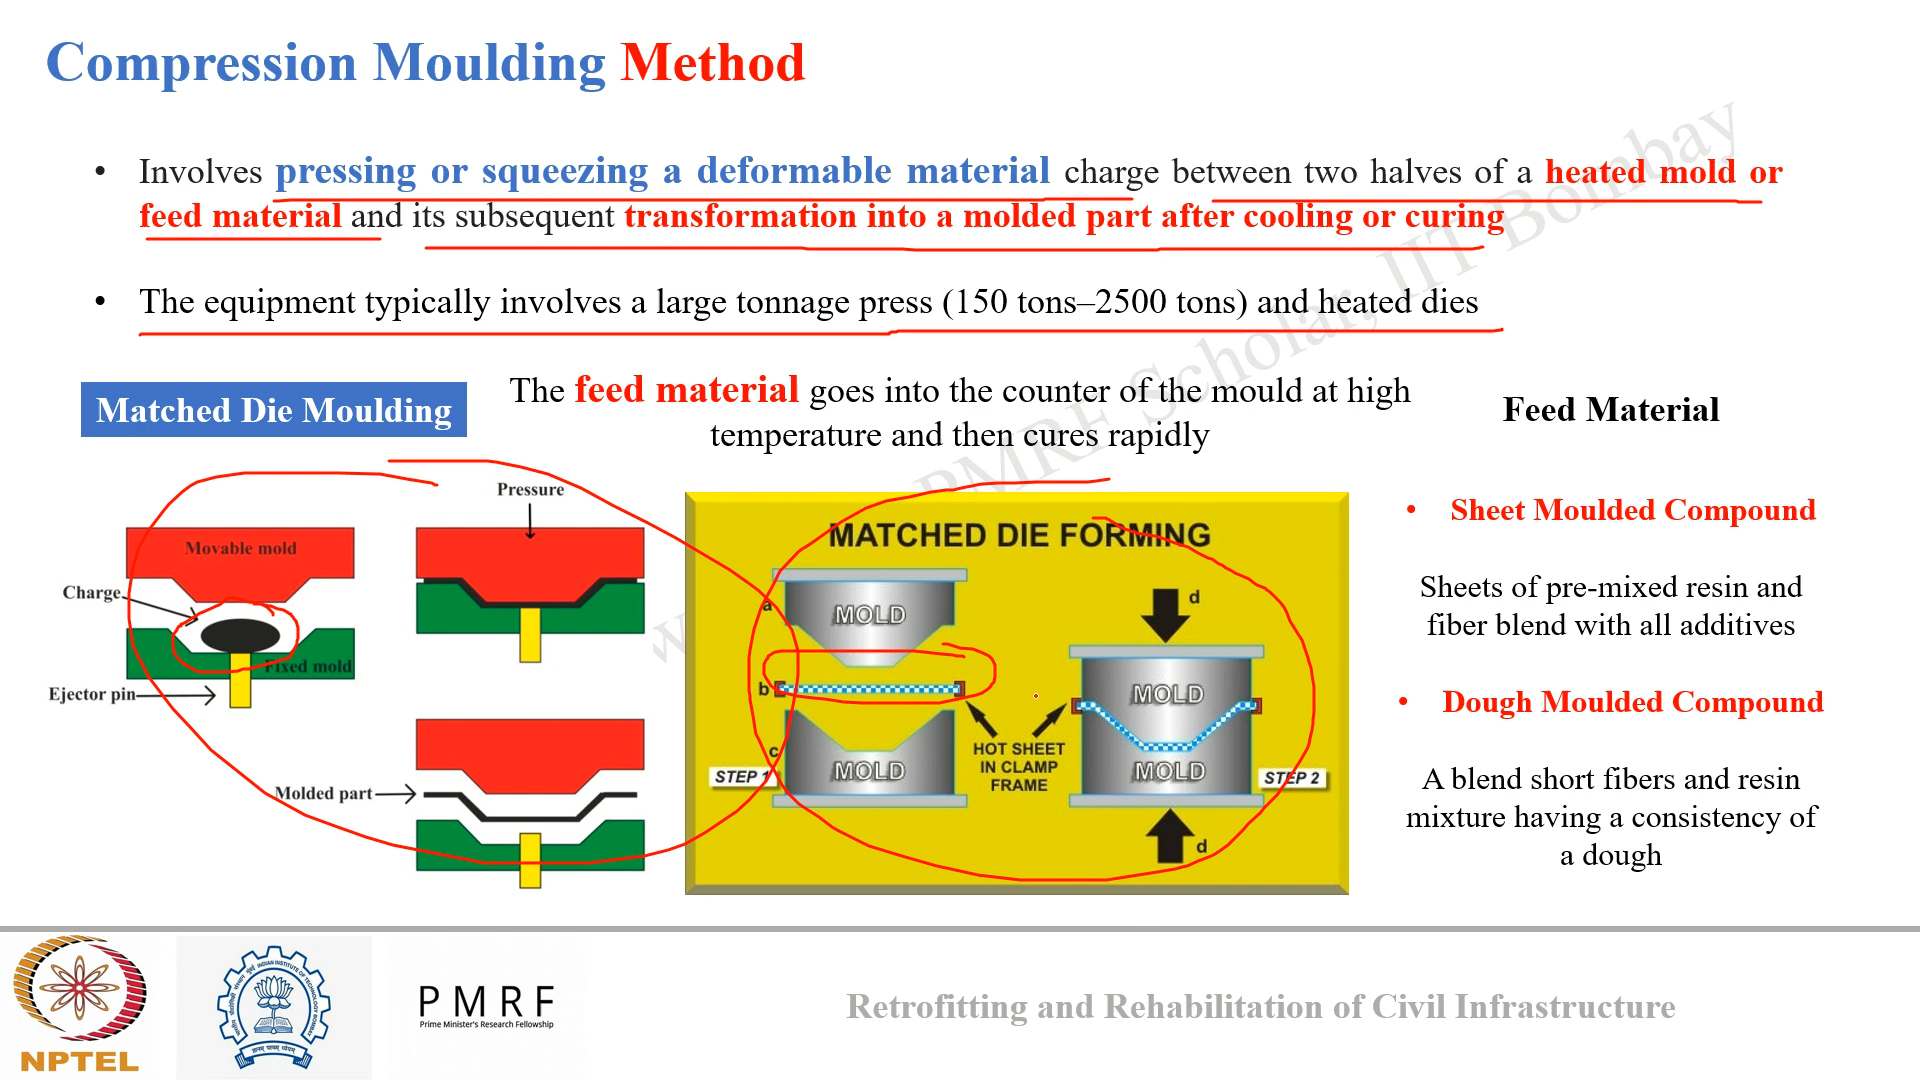 Compression Moulding Method
• Involves pressing or squeezing a deformable material charge between two halves of a heated mold or
feed material and its subsequent transformation into a molded part after cooling or curing
• The equipment typically involves a large tonnage press (150 tons–2500 tons) and heated dies
Matched Die Moulding
The feed material goes into the counter of the mould at high
temperature and then cures rapidly
Feed Material
Pressure
Movable mold
Charge
Fixed mold
Ejector pin
Molded part
MATCHED DIE FORMING
a
MOLD
b
c
MOLD
STEP 1
HOT SHEET
IN CLAMP
FRAME
d
MOLD
MOLD
STEP 2
d
• Sheet Moulded Compound
Sheets of pre-mixed resin and
fiber blend with all additives
• Dough Moulded Compound
A blend short fibers and resin
mixture having a consistency of
a dough
PMRF Scholar, IIT Bombay
NPTEL
PMRF
Prime Minister's Research Fellowship
Retrofitting and Rehabilitation of Civil Infrastructure